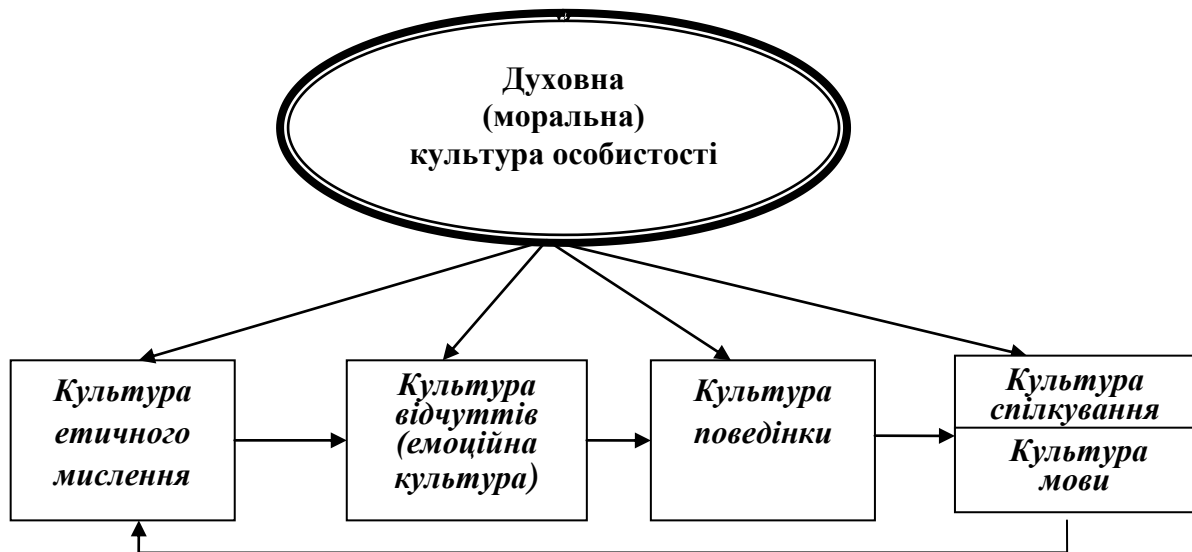 Духовна
(моральна)
культура особистості
Культура
етичного
мислення
Культура
відчуттів
(емоційна
культура)
Культура
поведінки
Культура
спілкування
Культура
мови